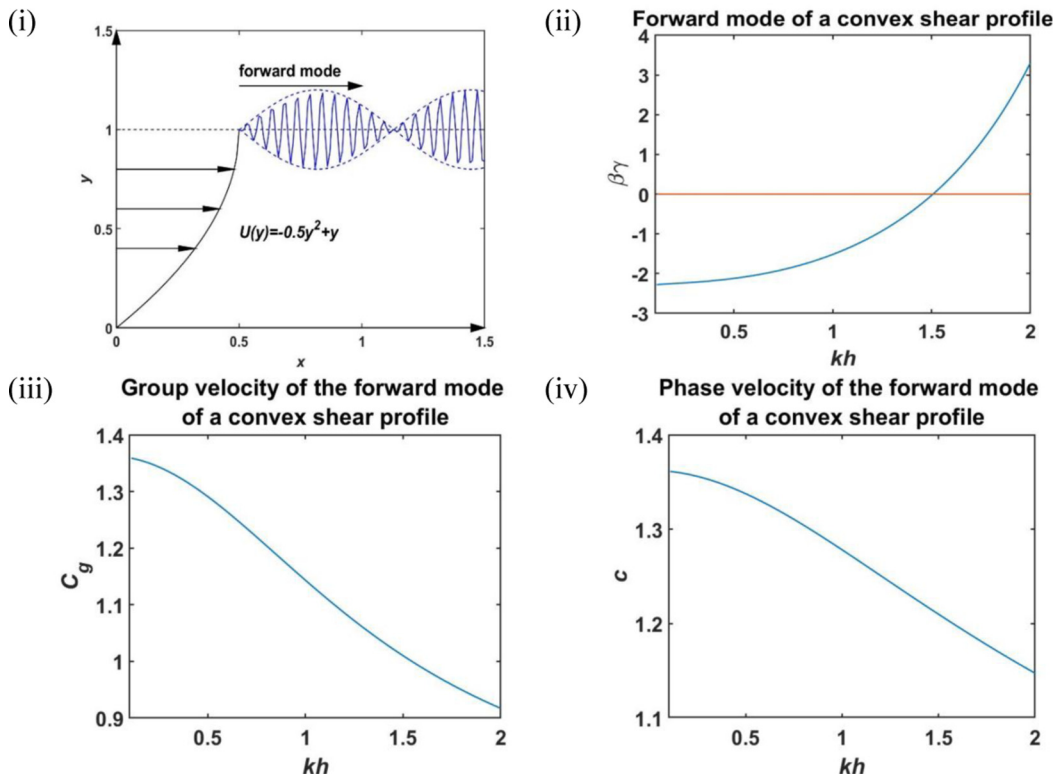 (i)
1.5
1
0.5
0
y
forward mode
U(y)=-0.5y²+y
0
0.5
1
1.5
x
(ii)
Forward mode of a convex shear profile
4
3
2
1
0
-1
-2
-3
βγ
0.5
1
1.5
2
kh
(iii)
Group velocity of the forward mode
of a convex shear profile
1.4
1.3
1.2
1.1
1
0.9
C_g
0.5
1
1.5
2
kh
(iv)
Phase velocity of the forward mode
of a convex shear profile
1.4
1.3
1.2
1.1
c
0.5
1
1.5
2
kh